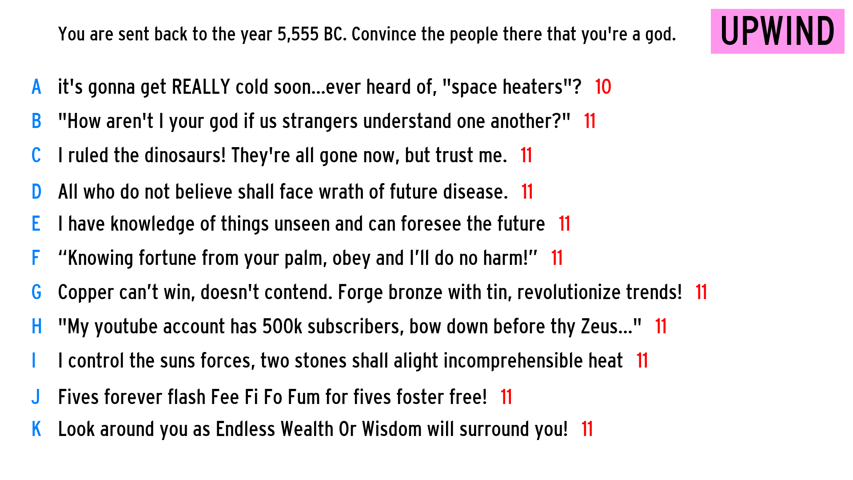 You are sent back to the year 5,555 BC. Convince the people there that you're a god.
UPWIND
A it's gonna get REALLY cold soon...ever heard of, "space heaters"? 10
B "How aren't I your god if us strangers understand one another?" 11
C I ruled the dinosaurs! They're all gone now, but trust me. 11
D All who do not believe shall face wrath of future disease. 11
E I have knowledge of things unseen and can foresee the future 11
F “Knowing fortune from your palm, obey and I’ll do no harm!” 11
G Copper can’t win, doesn't contend. Forge bronze with tin, revolutionize trends! 11
H "My youtube account has 500k subscribers, bow down before thy Zeus..." 11
I I control the suns forces, two stones shall alight incomprehensible heat 11
J Fives forever flash Fee Fi Fo Fum for fives foster free! 11
K Look around you as Endless Wealth Or Wisdom will surround you! 11